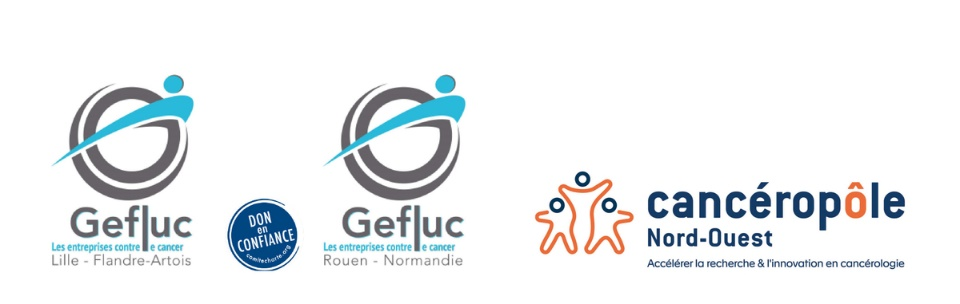 Gefluc
Les entreprises contre le cancer
Lille - Flandre-Artois
DON
en
CONFIANCE
comitecharte.org
Gefluc
Les entreprises contre le cancer
Rouen - Normandie
cancéropôle
Nord-Ouest
Accélérer la recherche & l'innovation en cancérologie